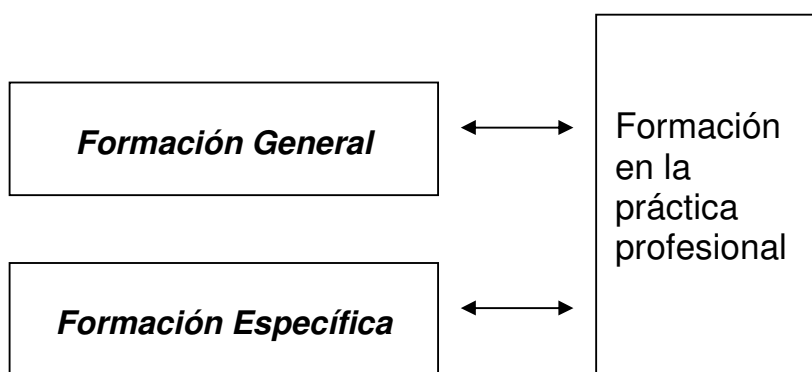 Formación General
Formación Específica
Formación
en la
práctica
profesional